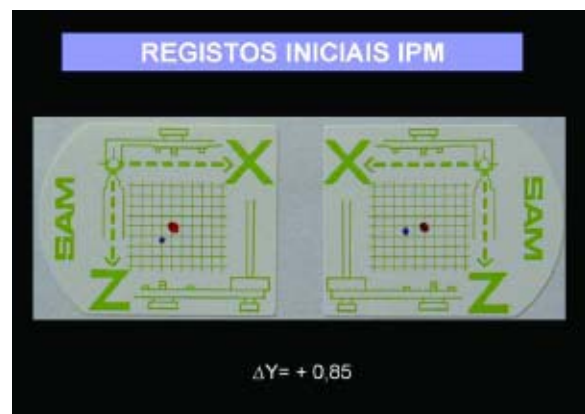 REGISTOS INICIAIS IPM
X X
SAM SAM
Z Z
ΔY= + 0,85